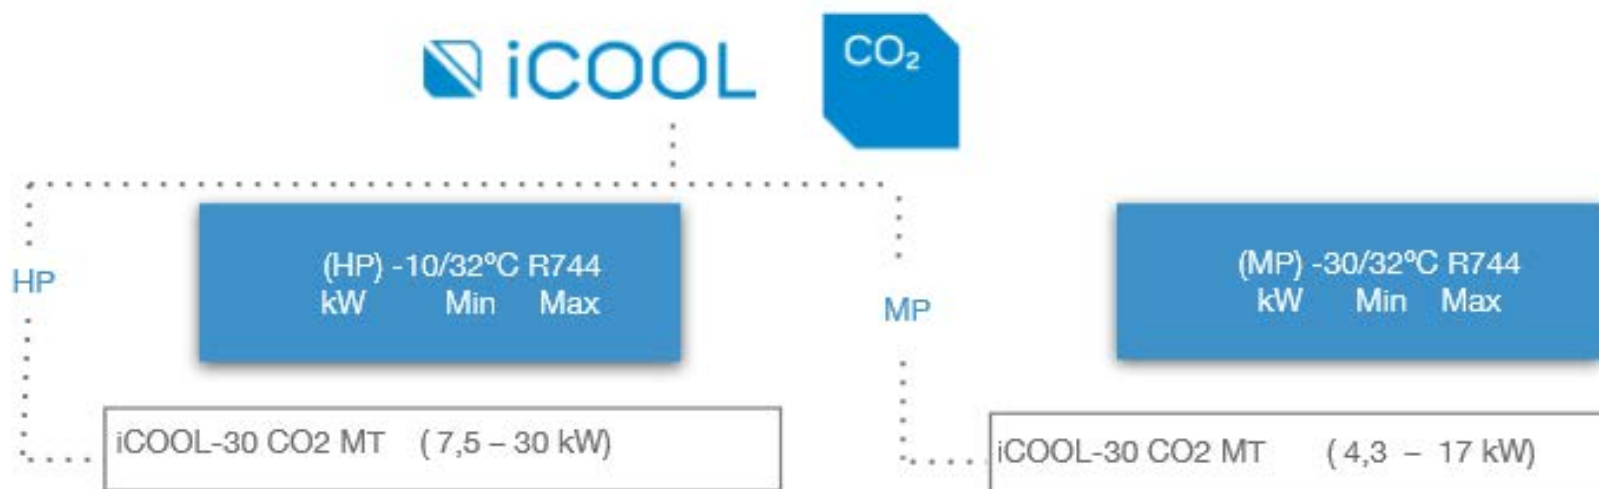 iCOOL
CO₂
HP
(HP) -10/32ºC R744
kW Min Max
MP
(MP) -30/32ºC R744
kW Min Max
iCOOL-30 CO2 MT ( 7,5 – 30 kW)
iCOOL-30 CO2 MT ( 4,3 – 17 kW)